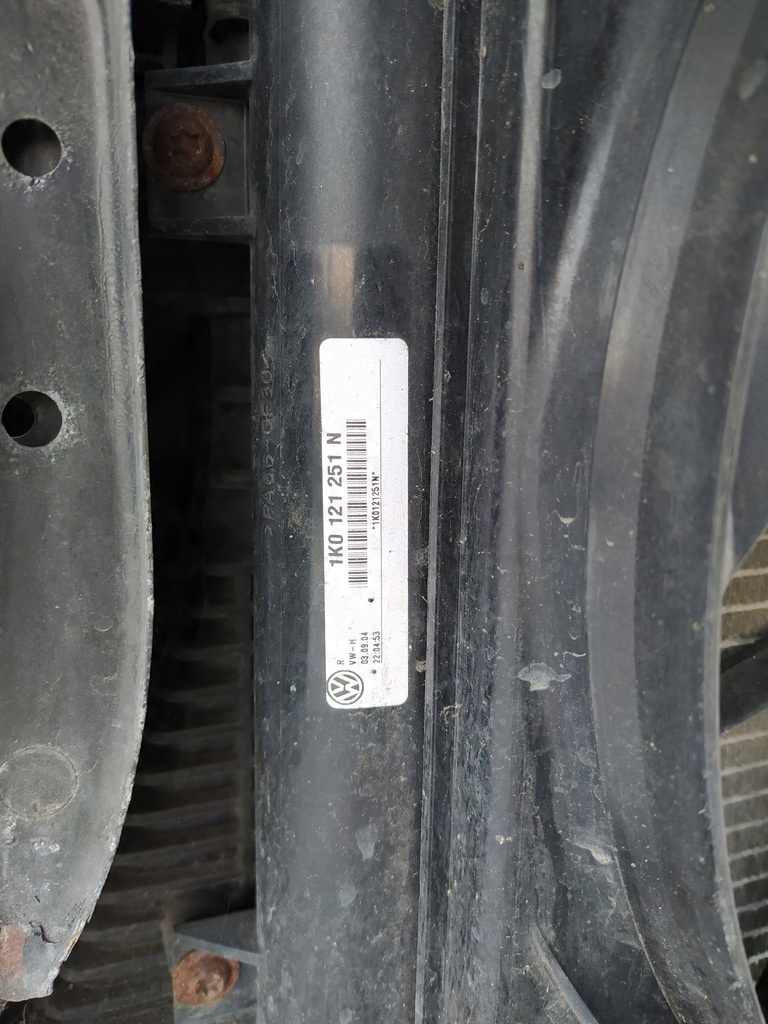 1K0 121 251 N
*1K0121251N*
R
VW-H
03.09.04
22:04:53